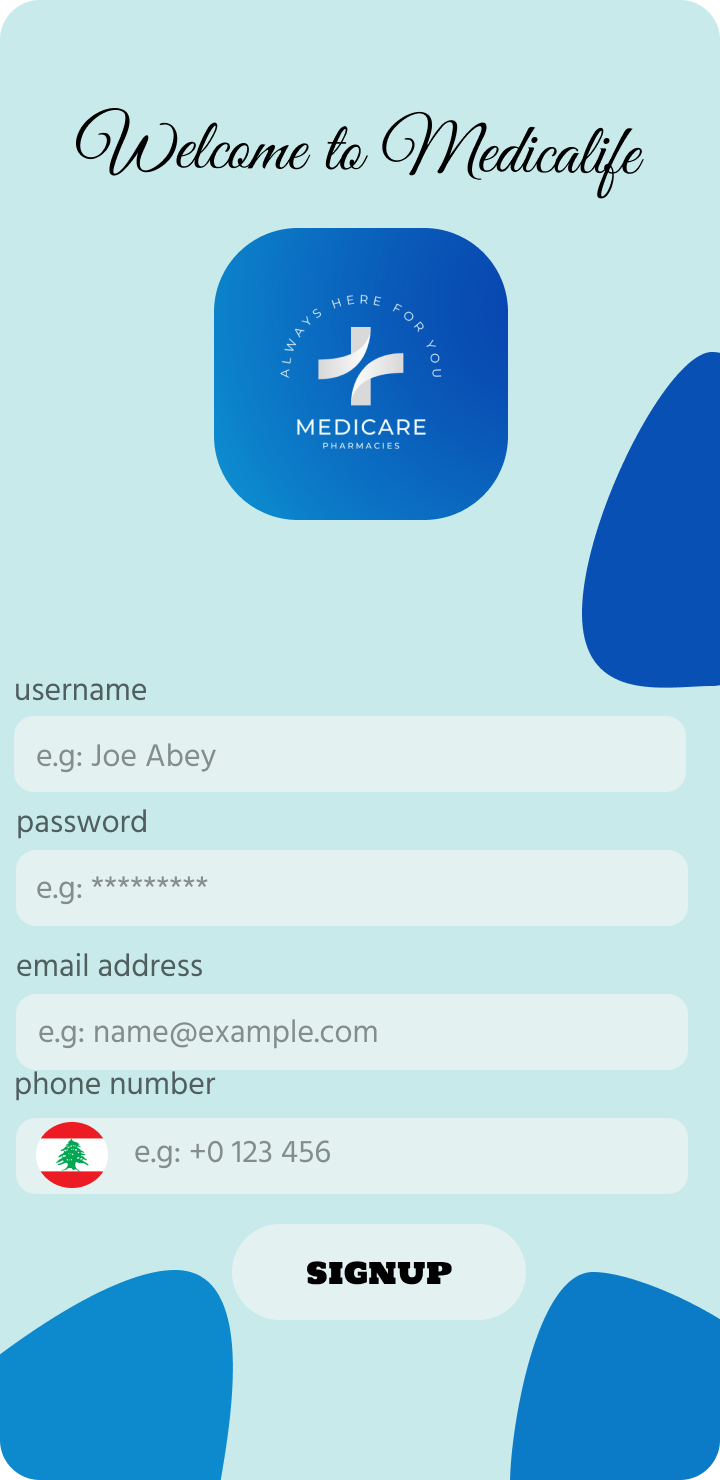 Welcome to Medicalife
ALWAYS HERE FOR YOU
MEDICARE
PHARMACIES
username
e.g: Joe Abey
password
e.g: *********
email address
e.g: name@example.com
phone number
e.g: +0 123 456
SIGNUP